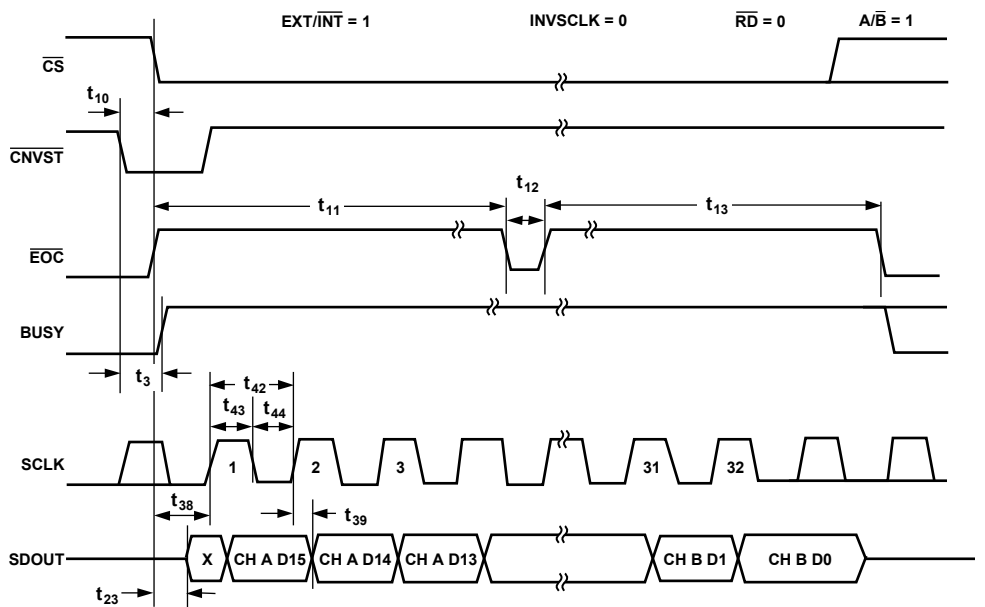 EXT/INT = 1 INVSCLK = 0 RD = 0 A/B = 1
CS
t10
CNVST
t12
t11 t13
EOC
BUSY
t3
t42
t43 t44
SCLK 1 2 3 31 32
t38
t39
SDOUT X CH A D15 CH A D14 CH A D13 CH B D1 CH B D0
t23